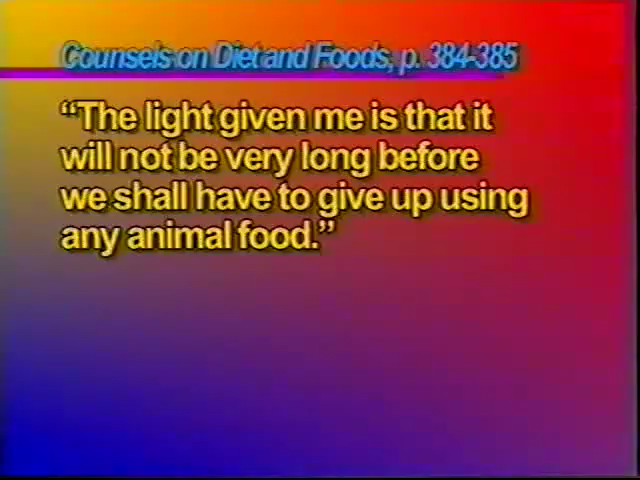 Counsels on Diet and Foods, p. 384-385
“The light given me is that it
will not be very long before
we shall have to give up using
any animal food.”